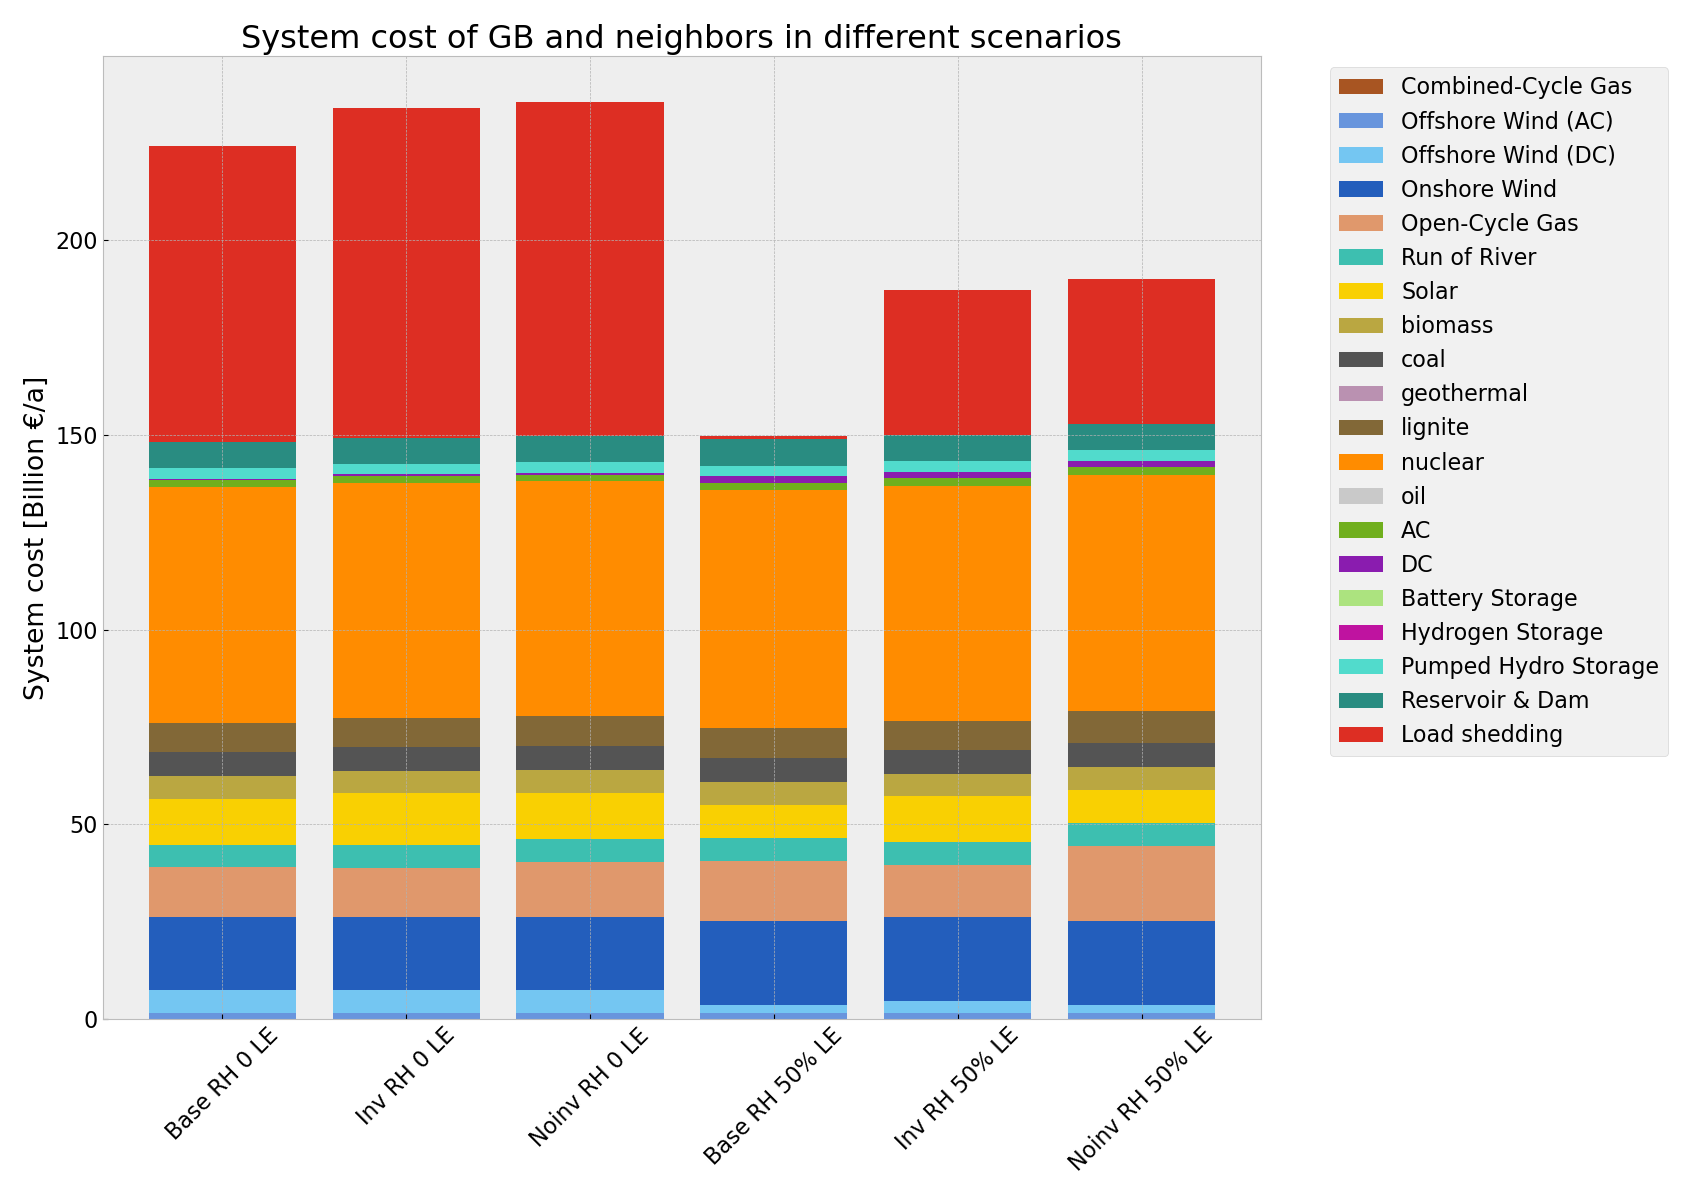 System cost of GB and neighbors in different scenarios
System cost [Billion €/a]
200
150
100
50
0
Base RH 0 LE
Inv RH 0 LE
Noinv RH 0 LE
Base RH 50% LE
Inv RH 50% LE
Noinv RH 50% LE
Combined-Cycle Gas
Offshore Wind (AC)
Offshore Wind (DC)
Onshore Wind
Open-Cycle Gas
Run of River
Solar
biomass
coal
geothermal
lignite
nuclear
oil
AC
DC
Battery Storage
Hydrogen Storage
Pumped Hydro Storage
Reservoir & Dam
Load shedding